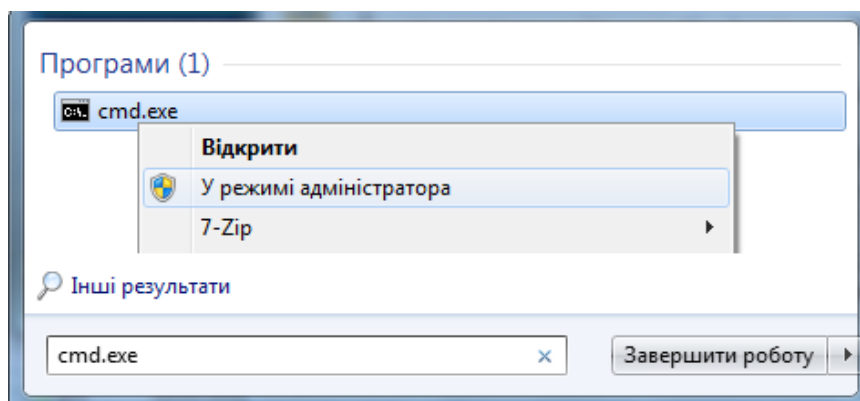 Програми (1)
cmd.exe
Відкрити
У режимі адміністратора
7-Zip
Інші результати
cmd.exe
Завершити роботу